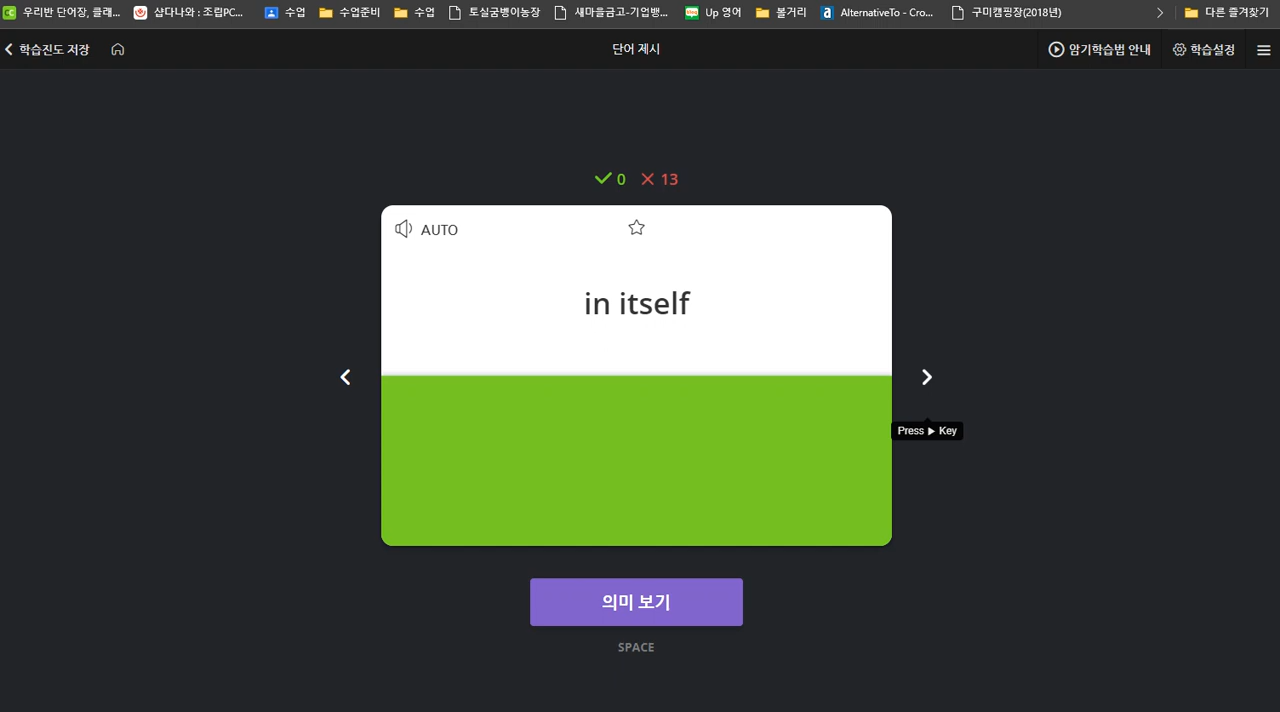 우리반 단어장, 클래... 샵다나와 : 조립PC... 수업 수업준비 수업 토실굼벵이농장 새마을금고-기업뱅... Up 영어 볼거리 AlternativeTo - Cro... 구미캠핑장(2018년) 다른 즐겨찾기
학습진도 저장 단어 제시 암기학습법 안내 학습설정
0 13
AUTO
in itself
Press ▶ Key
의미 보기
SPACE